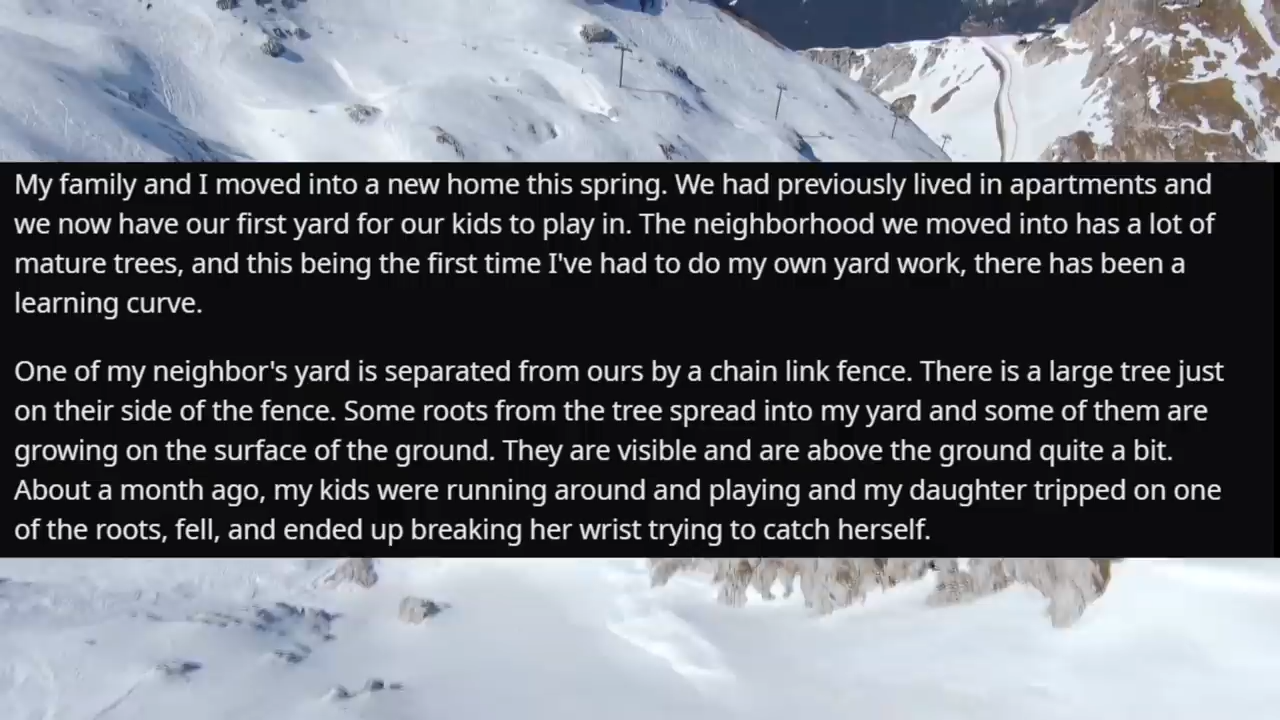 My family and I moved into a new home this spring. We had previously lived in apartments and
we now have our first yard for our kids to play in. The neighborhood we moved into has a lot of
mature trees, and this being the first time I've had to do my own yard work, there has been a
learning curve.
One of my neighbor's yard is separated from ours by a chain link fence. There is a large tree just
on their side of the fence. Some roots from the tree spread into my yard and some of them are
growing on the surface of the ground. They are visible and are above the ground quite a bit.
About a month ago, my kids were running around and playing and my daughter tripped on one
of the roots, fell, and ended up breaking her wrist trying to catch herself.